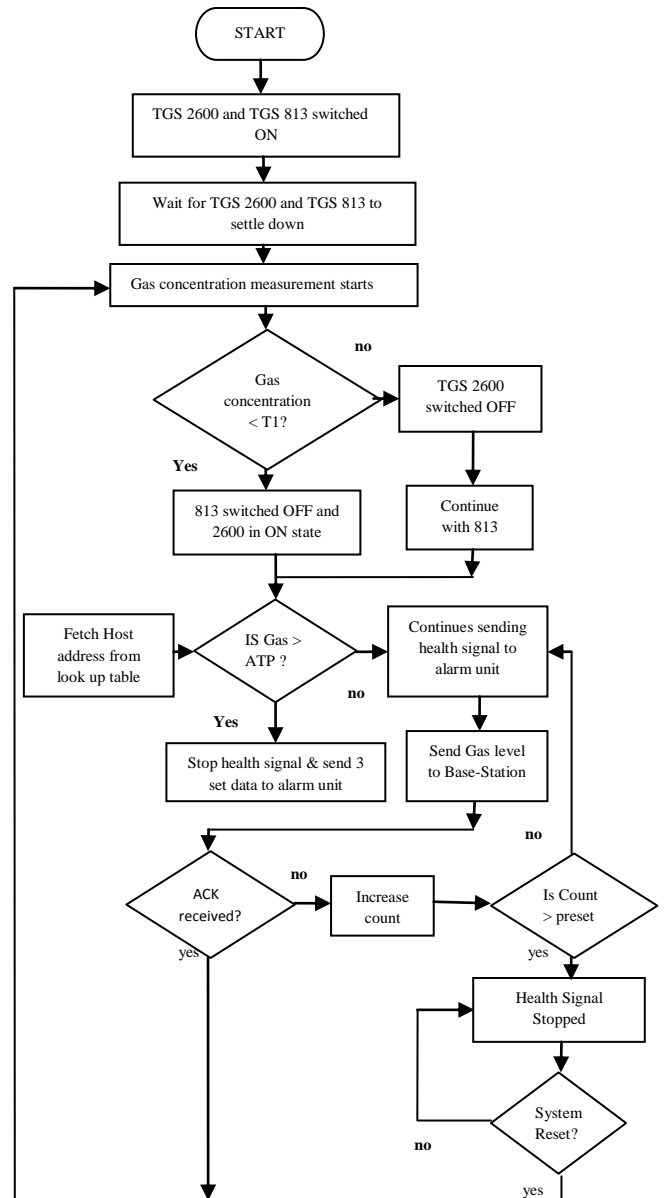 START
TGS 2600 and TGS 813 switched
ON
Wait for TGS 2600 and TGS 813 to
settle down
Gas concentration measurement starts
no
Gas
concentration
< T1?
TGS 2600
switched OFF
Yes
813 switched OFF and
2600 in ON state
Continue
with 813
Fetch Host
address from
look up table
IS Gas >
ATP ?
Continues sending
health signal to
alarm unit
no
Yes
Stop health signal & send 3
set data to alarm unit
Send Gas level
to Base-Station
no
ACK
received?
no
Increase
count
Is Count
> preset
yes
yes
Health Signal
Stopped
System
Reset?
no
yes